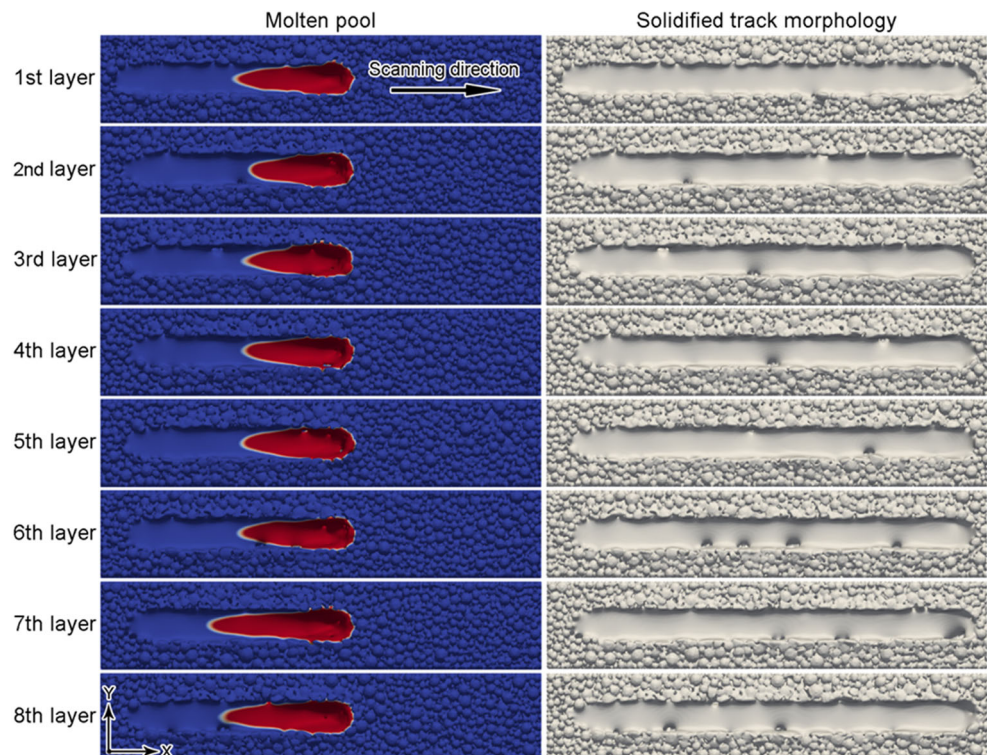 Molten pool
Solidified track morphology
1st layer
Scanning direction
2nd layer
3rd layer
4th layer
5th layer
6th layer
7th layer
8th layer
Y
X